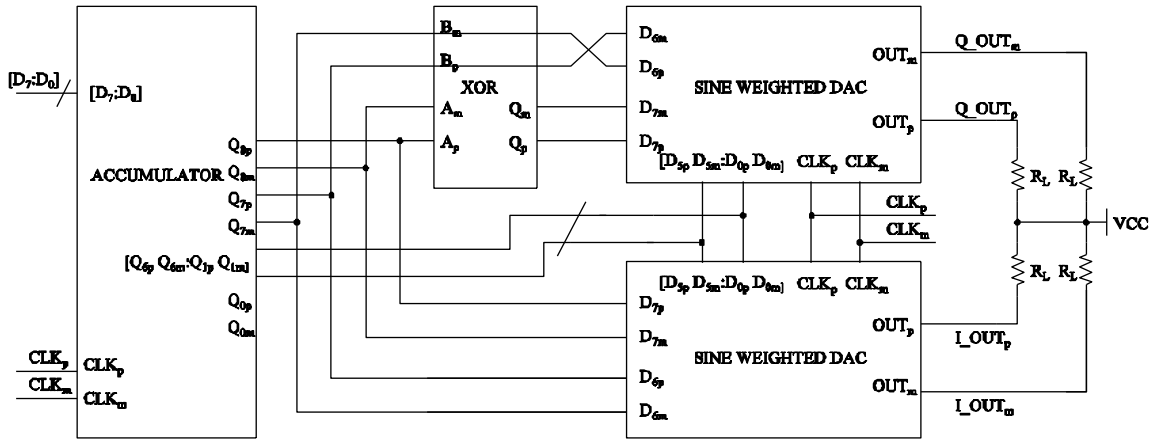 [D7:D0]
[D7:D0]
ACCUMULATOR
Q8p
Q8m
Q7p
Q7m
[Q6p Q6m:Q1p Q1m]
Q0p
Q0m
CLKp
CLKp
CLKm
CLKm
Bm
Bp
XOR
Am
Qm
Ap
Qp
D6m
D6p
D7m
D7p
SINE WEIGHTED DAC
OUTm
OUTp
[D5p D5m:D0p D0m] CLKp CLKm
Q_OUTm
Q_OUTp
RL
RL
CLKp
CLKm
VCC
RL
RL
[D5p D5m:D0p D0m] CLKp CLKm
D7p
D7m
D6p
D6m
SINE WEIGHTED DAC
OUTp
OUTm
I_OUTp
I_OUTm